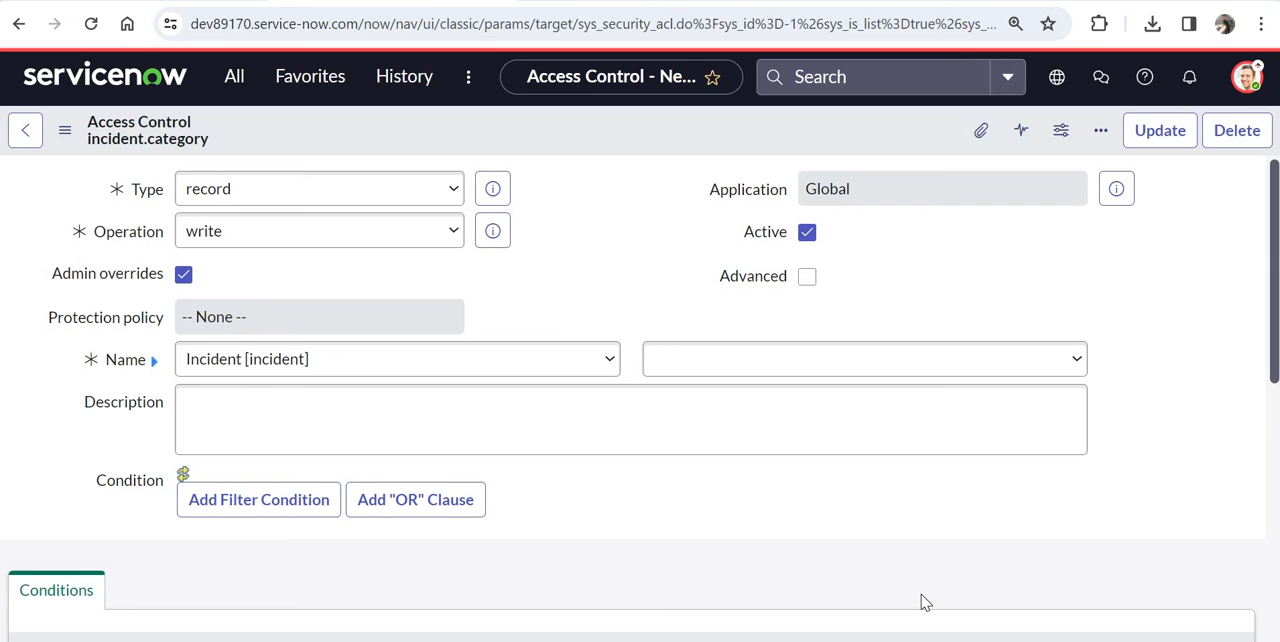 dev89170.service-now.com/now/nav/ui/classic/params/target/sys_security_acl.do%3Fsys_id%3D-1%26sys_is_list%3Dtrue%26sys_...
servicenow All Favorites History Access Control - Ne... Search
Access Control
incident.category
Update Delete
Type record Application Global
Operation write Active
Admin overrides Advanced
Protection policy -- None --
Name Incident [incident]
Description
Condition
Add Filter Condition Add "OR" Clause
Conditions